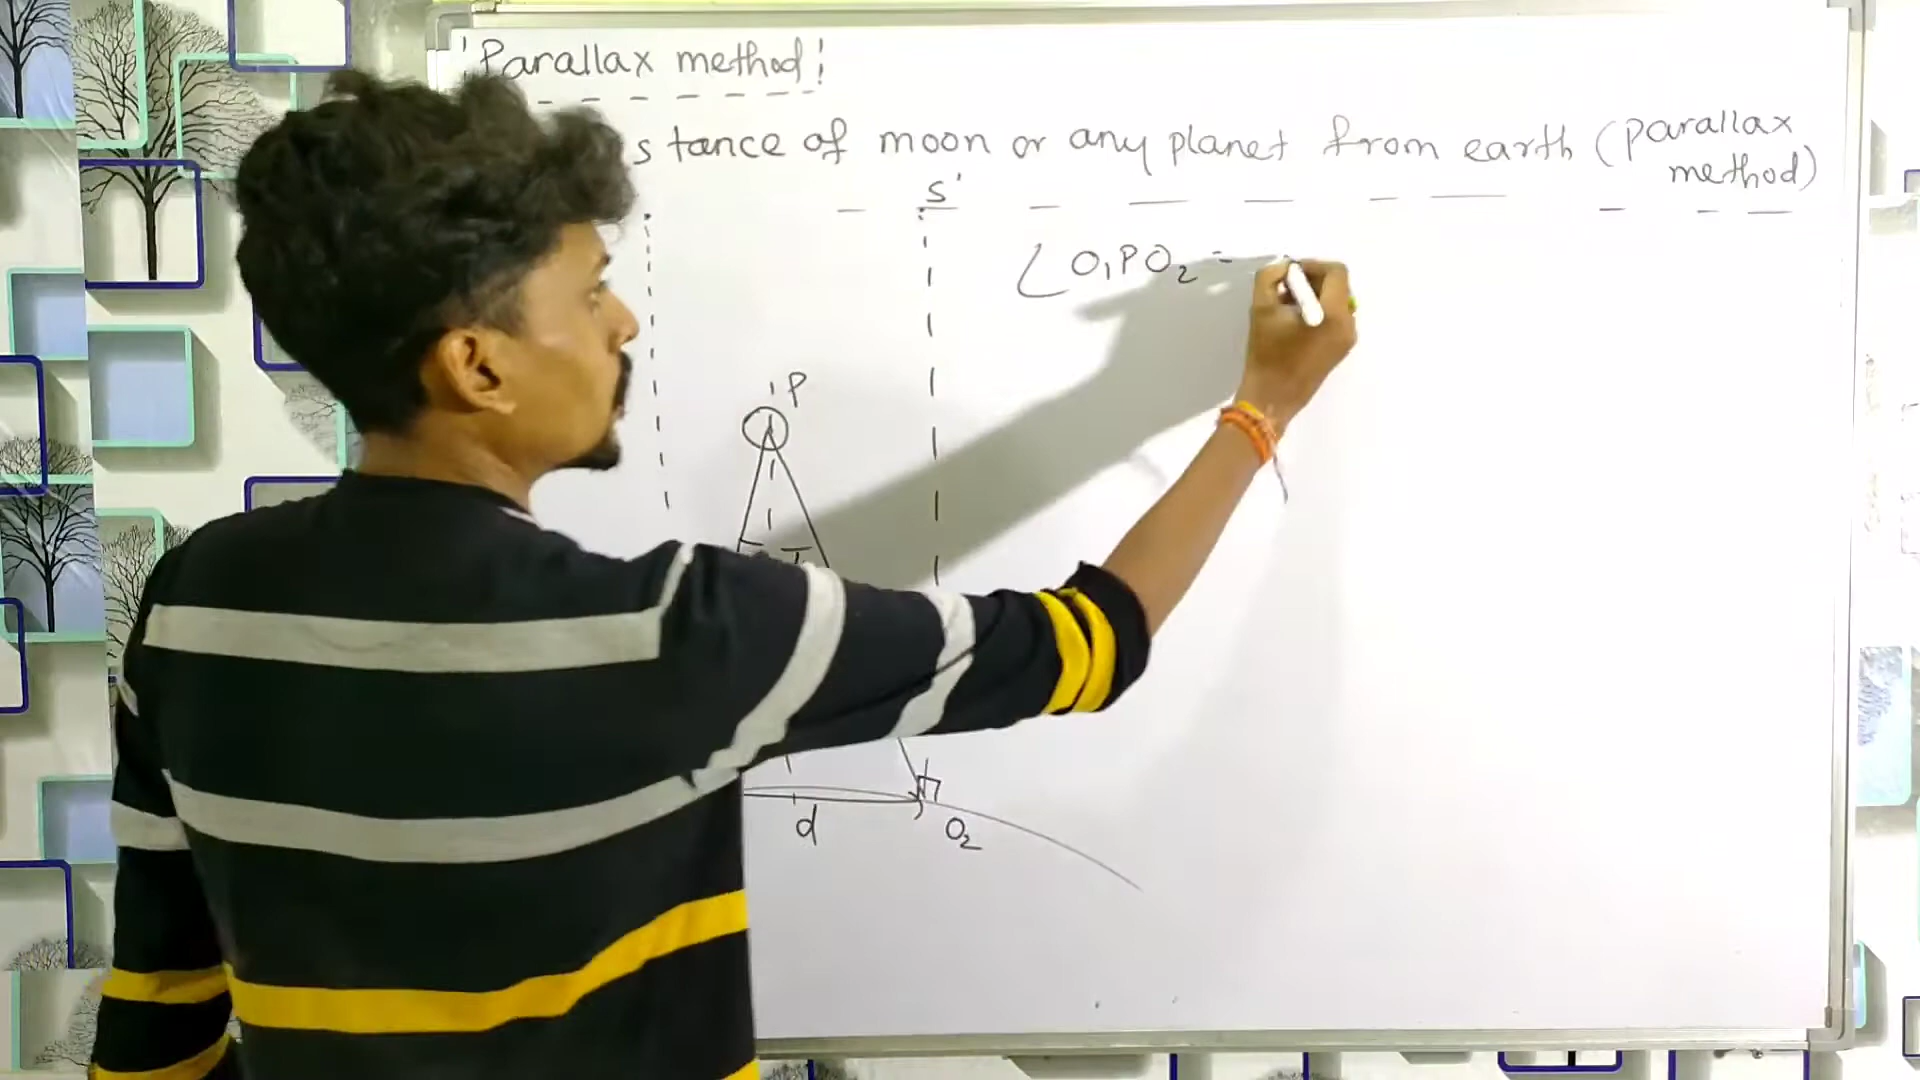 Parallax method!
stance of moon or any planet from earth (parallax
method)
S'
∠O₁PO₂ =
P
d
O₂